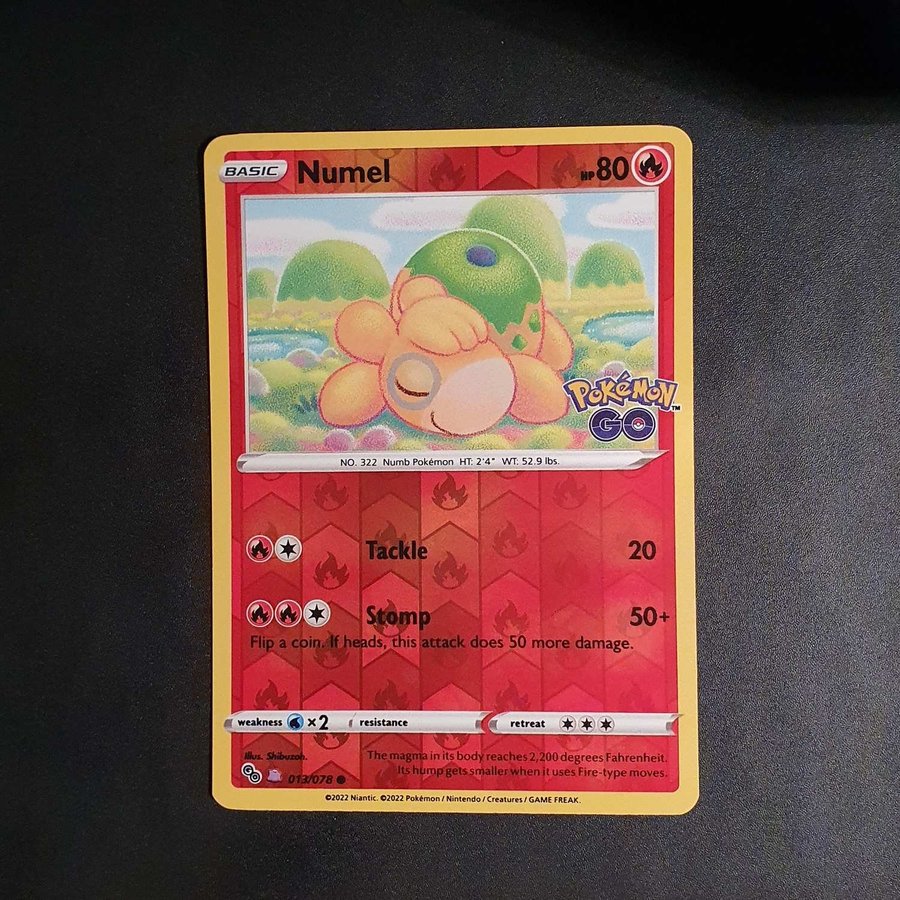 BASIC Numel HP 80
Pokémon
GO™
NO. 322 Numb Pokémon HT: 2'4" WT: 52.9 lbs.
Tackle 20
Stomp 50+
Flip a coin. If heads, this attack does 50 more damage.
weakness ×2 resistance retreat
Illus. Shibuzoh.
The magma in its body reaches 2,200 degrees Fahrenheit.
Its hump gets smaller when it uses Fire-type moves.
GO 013/078
©2022 Niantic. ©2022 Pokémon / Nintendo / Creatures / GAME FREAK.